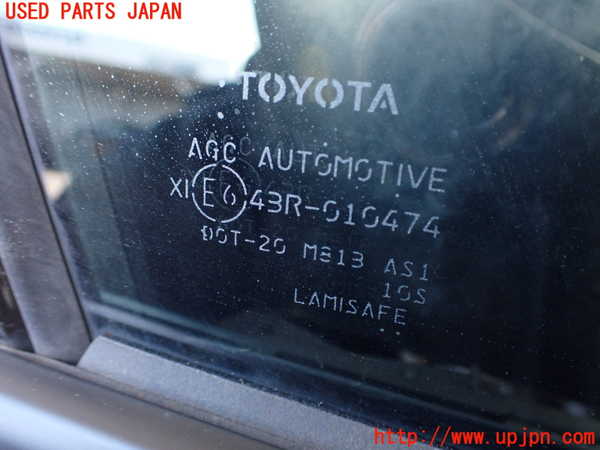 USED PARTS JAPAN
TOYOTA
AGC AUTOMOTIVE
XI E6 43R-010474
DOT-20 M813 AS1
10S
LAMISAFE
http://www.upjpn.com/